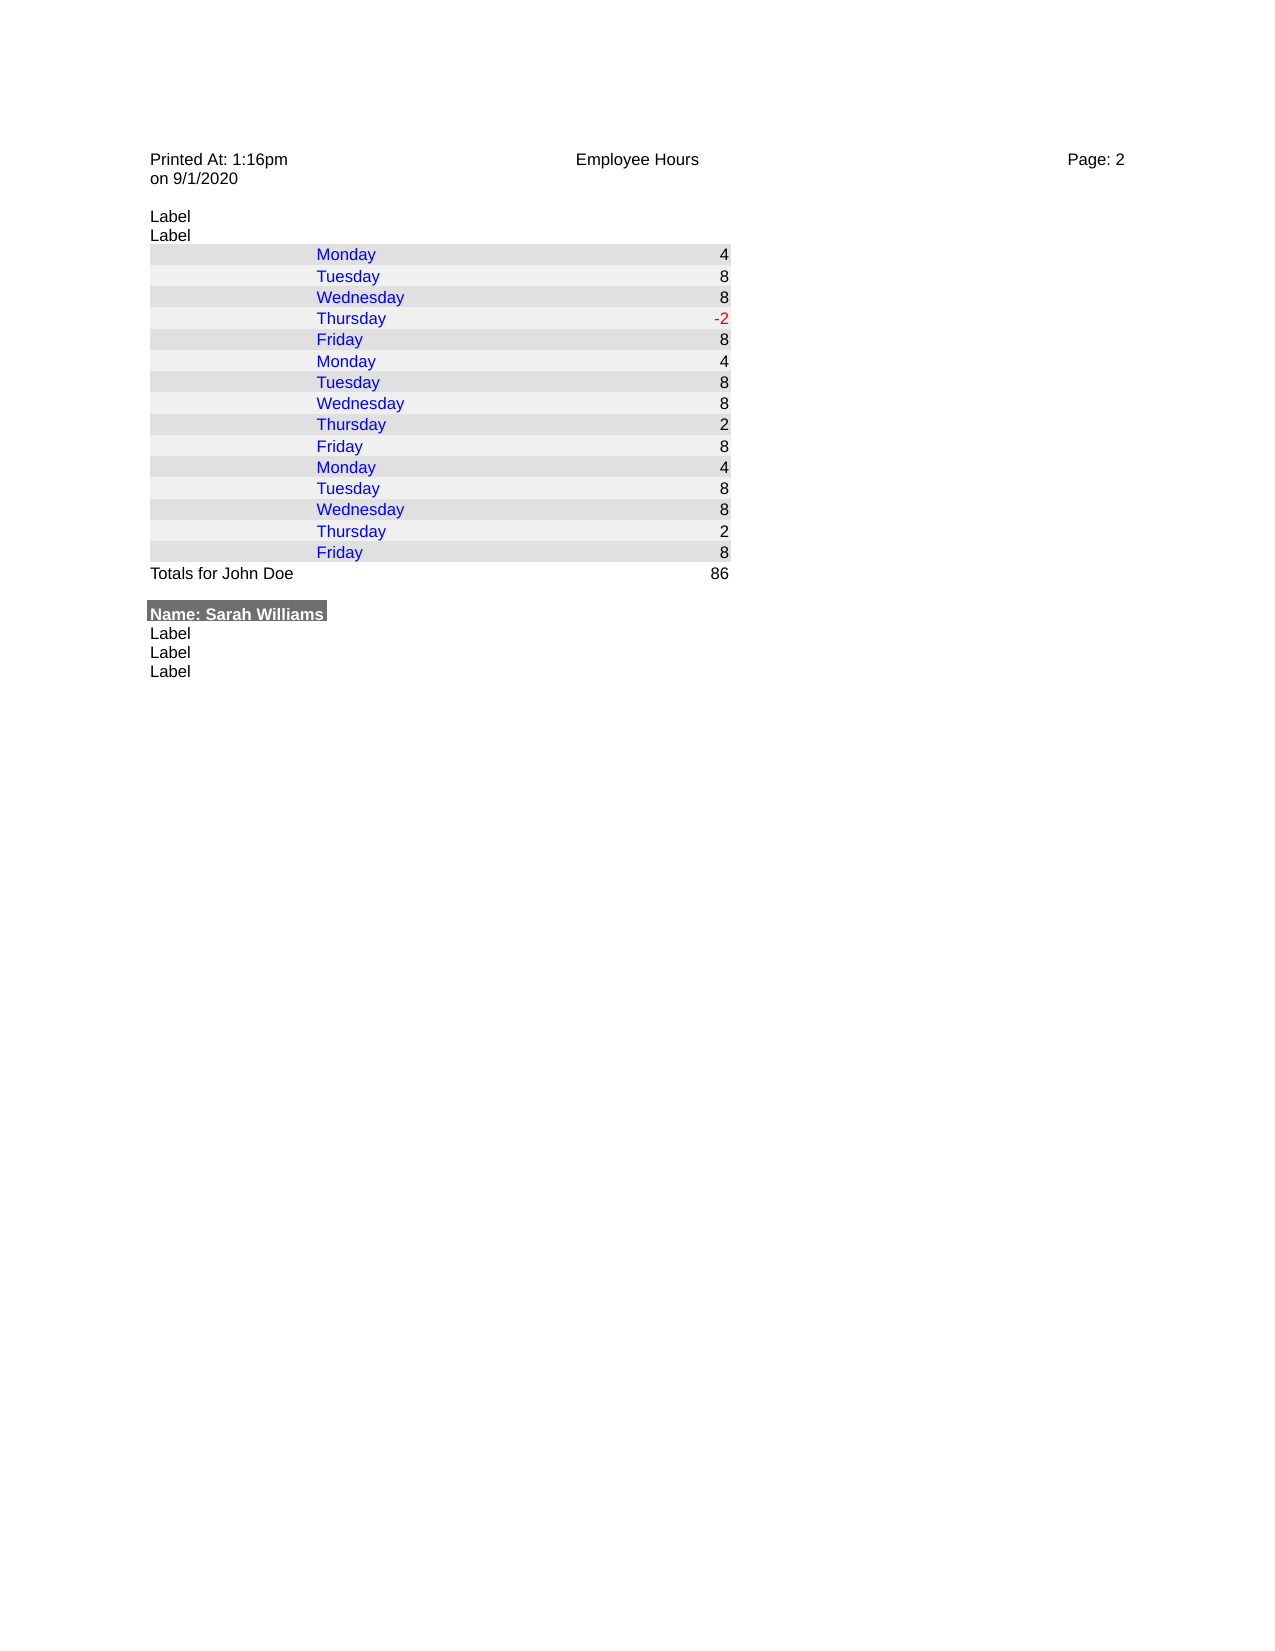 Printed At: 1:16pm Employee Hours Page: 2
on 9/1/2020
Label
Label
Monday 4
Tuesday 8
Wednesday 8
Thursday -2
Friday 8
Monday 4
Tuesday 8
Wednesday 8
Thursday 2
Friday 8
Monday 4
Tuesday 8
Wednesday 8
Thursday 2
Friday 8
Totals for John Doe 86
Name: Sarah Williams
Label
Label
Label